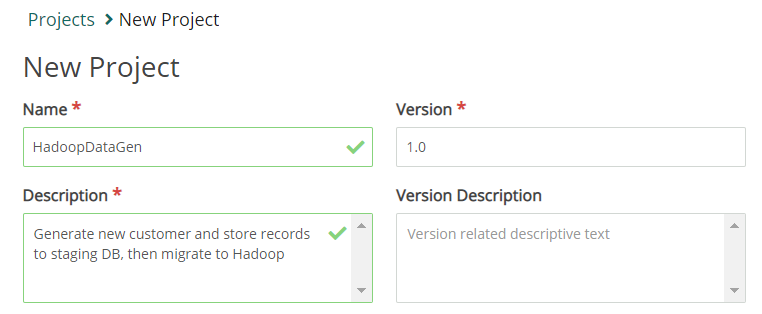 Projects > New Project
New Project
Name *
Version *
HadoopDataGen
1.0
Description *
Version Description
Generate new customer and store records
to staging DB, then migrate to Hadoop
Version related descriptive text